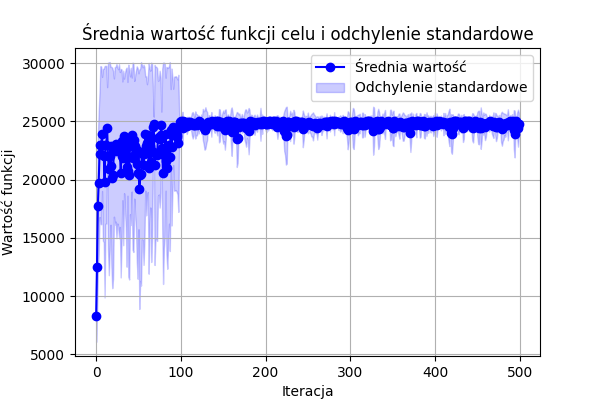 Średnia wartość funkcji celu i odchylenie standardowe
Średnia wartość
Odchylenie standardowe
Wartość funkcji
30000
25000
20000
15000
10000
5000
0
100
200
300
400
500
Iteracja